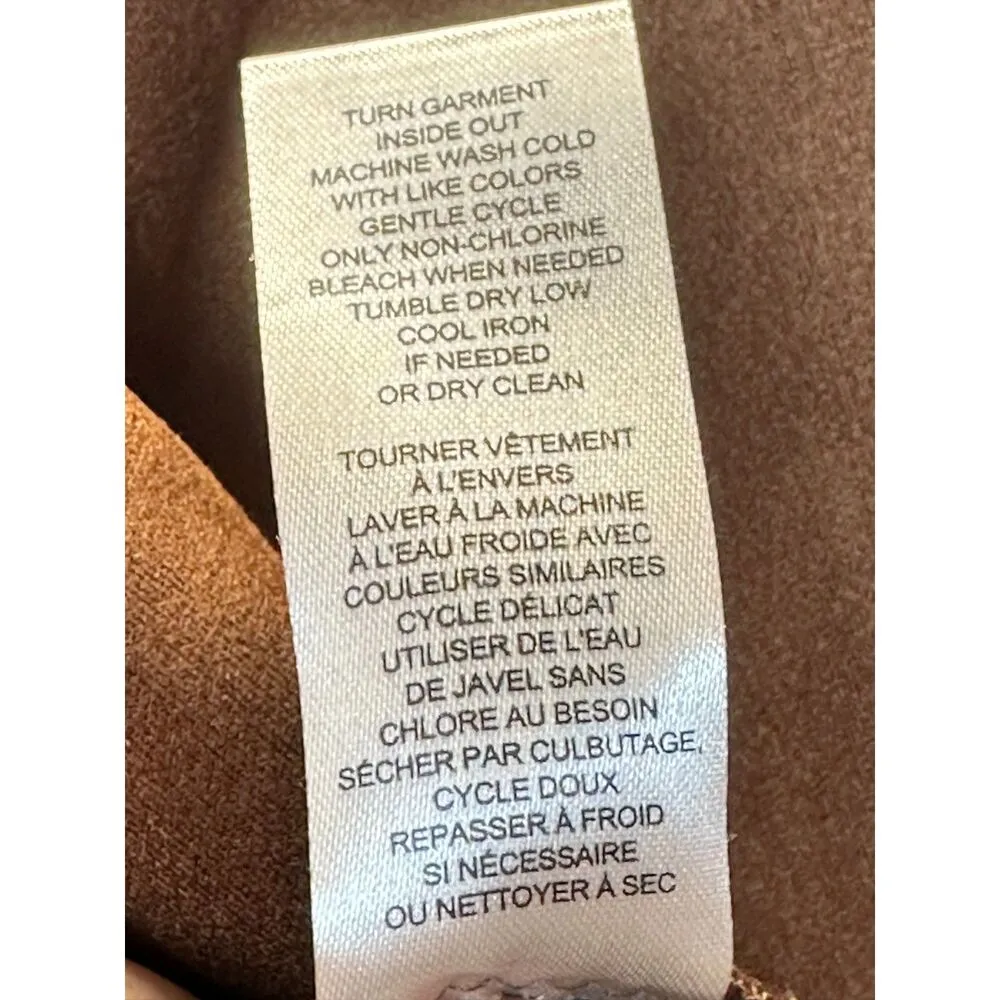 TURN GARMENT
INSIDE OUT
MACHINE WASH COLD
WITH LIKE COLORS
GENTLE CYCLE
ONLY NON-CHLORINE
BLEACH WHEN NEEDED
TUMBLE DRY LOW
COOL IRON
IF NEEDED
OR DRY CLEAN
TOURNER VÊTEMENT
À L'ENVERS
LAVER À LA MACHINE
À L'EAU FROIDE AVEC
COULEURS SIMILAIRES
CYCLE DÉLICAT
UTILISER DE L'EAU
DE JAVEL SANS
CHLORE AU BESOIN
SÉCHER PAR CULBUTAGE,
CYCLE DOUX
REPASSER À FROID
SI NÉCESSAIRE
OU NETTOYER À SEC